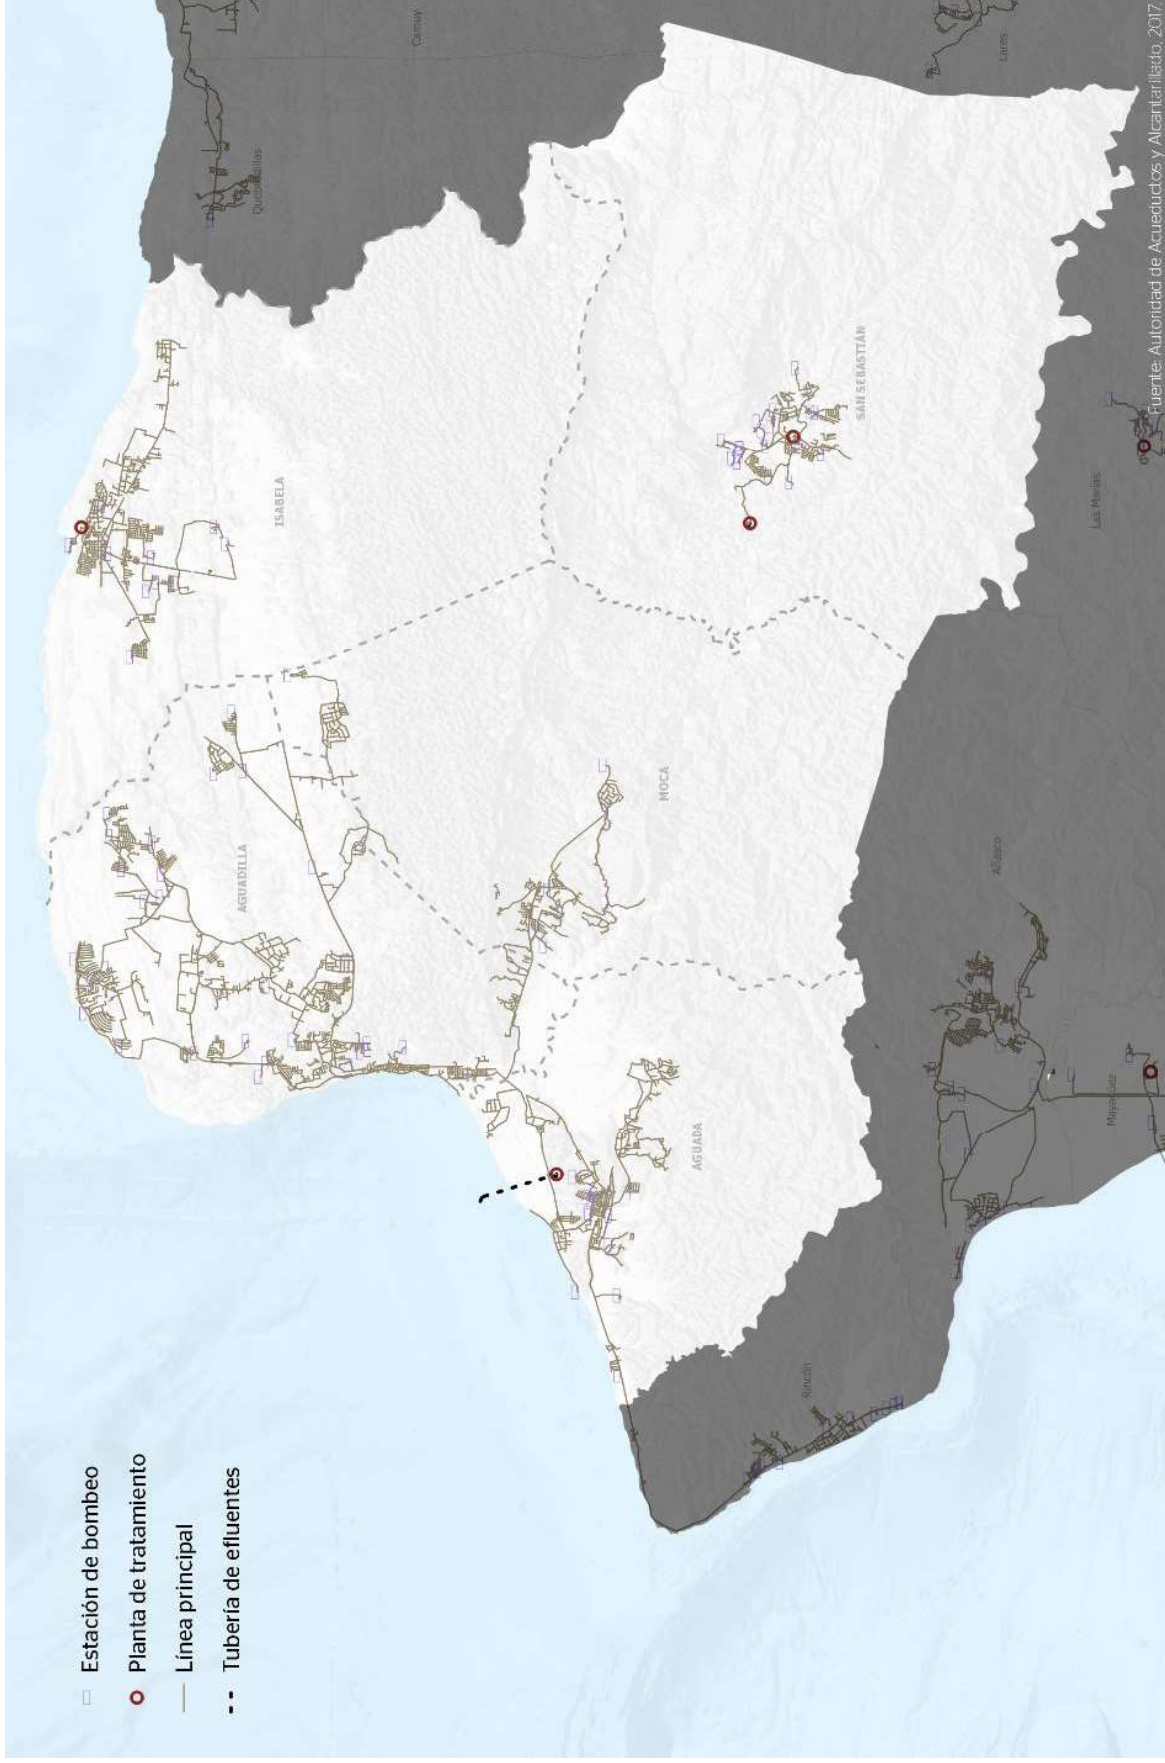 Estación de bombeo
Planta de tratamiento
Línea principal
Tubería de efluentes
Camuy
Lares
Quebradillas
ISABELA
SAN SEBASTIÁN
AGUADILLA
MOCA
AGUADA
Las Marías
Añasco
Mayagüez
Rincón
Fuente: Autoridad de Acueductos y Alcantarillado, 2017.